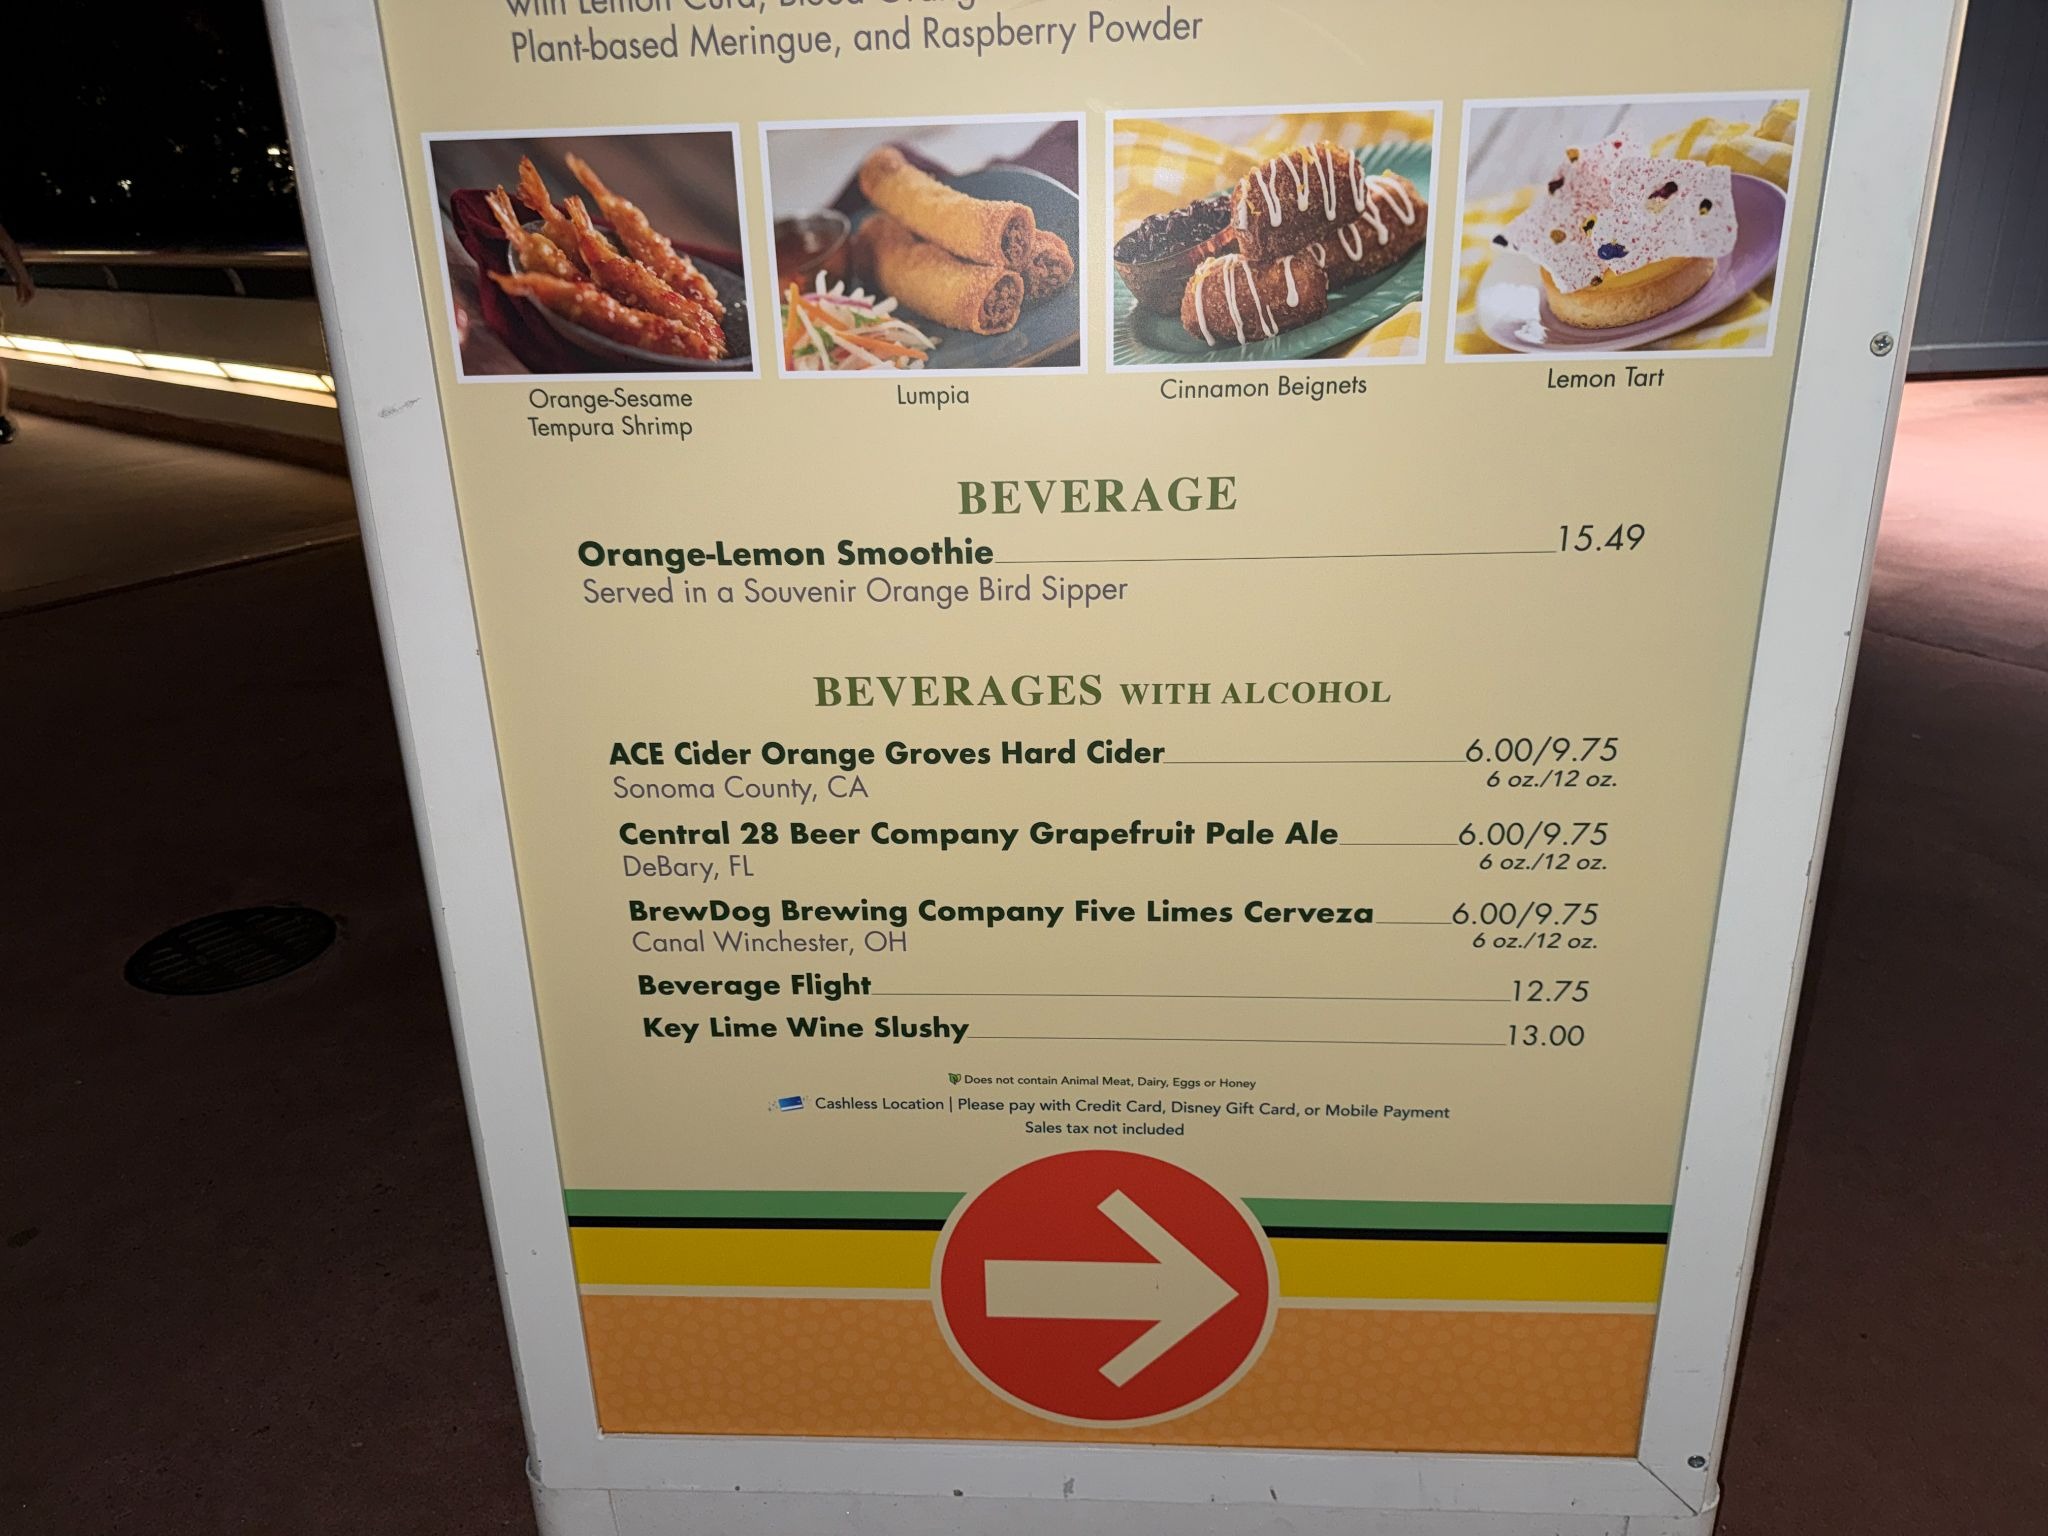 with Lemon Curd, Blood Orange
Plant-based Meringue, and Raspberry Powder
Orange-Sesame
Tempura Shrimp
Lumpia
Cinnamon Beignets
Lemon Tart
BEVERAGE
Orange-Lemon Smoothie 15.49
Served in a Souvenir Orange Bird Sipper
BEVERAGES WITH ALCOHOL
ACE Cider Orange Groves Hard Cider 6.00/9.75
Sonoma County, CA 6 oz./12 oz.
Central 28 Beer Company Grapefruit Pale Ale 6.00/9.75
DeBary, FL 6 oz./12 oz.
BrewDog Brewing Company Five Limes Cerveza 6.00/9.75
Canal Winchester, OH 6 oz./12 oz.
Beverage Flight 12.75
Key Lime Wine Slushy 13.00
Does not contain Animal Meat, Dairy, Eggs or Honey
Cashless Location | Please pay with Credit Card, Disney Gift Card, or Mobile Payment
Sales tax not included